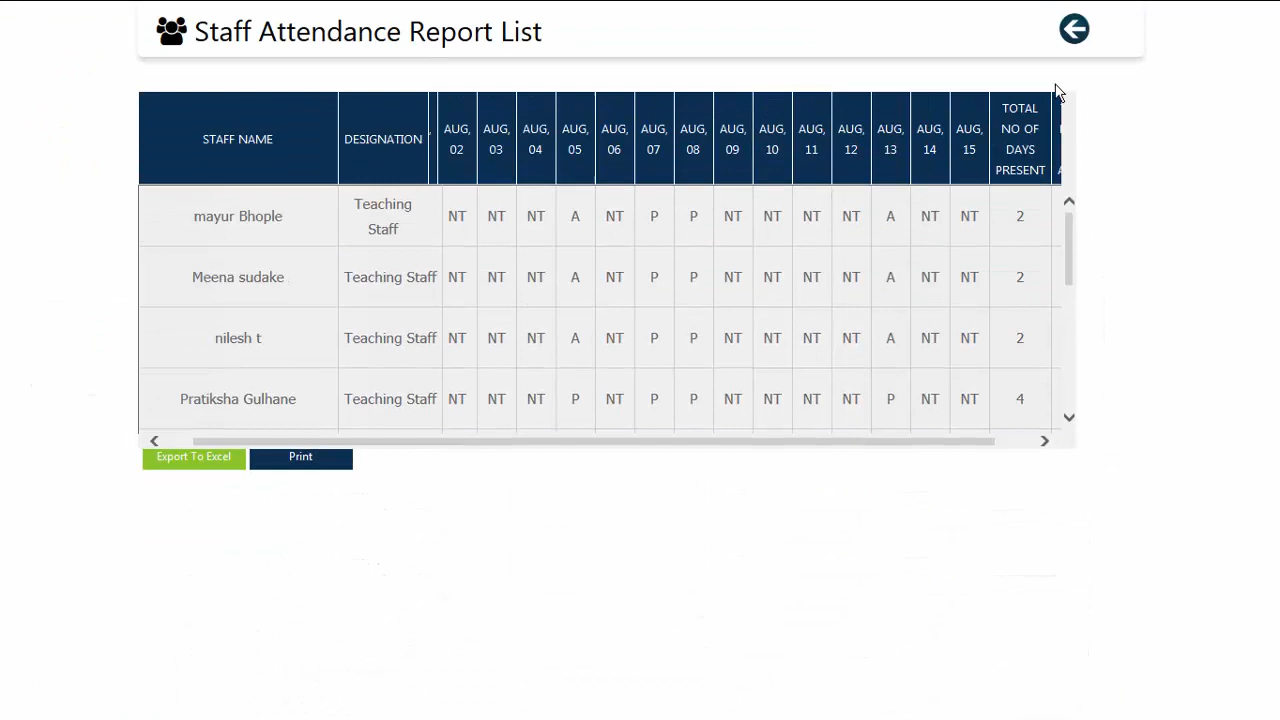 Staff Attendance Report List
STAFF NAME DESIGNATION AUG, 02 AUG, 03 AUG, 04 AUG, 05 AUG, 06 AUG, 07 AUG, 08 AUG, 09 AUG, 10 AUG, 11 AUG, 12 AUG, 13 AUG, 14 AUG, 15 TOTAL NO OF DAYS PRESENT
mayur Bhople Teaching Staff NT NT NT A NT P P NT NT NT NT A NT NT 2
Meena sudake Teaching Staff NT NT NT A NT P P NT NT NT NT A NT NT 2
nilesh t Teaching Staff NT NT NT A NT P P NT NT NT NT A NT NT 2
Pratiksha Gulhane Teaching Staff NT NT NT P NT P P NT NT NT NT P NT NT 4
Export To Excel Print